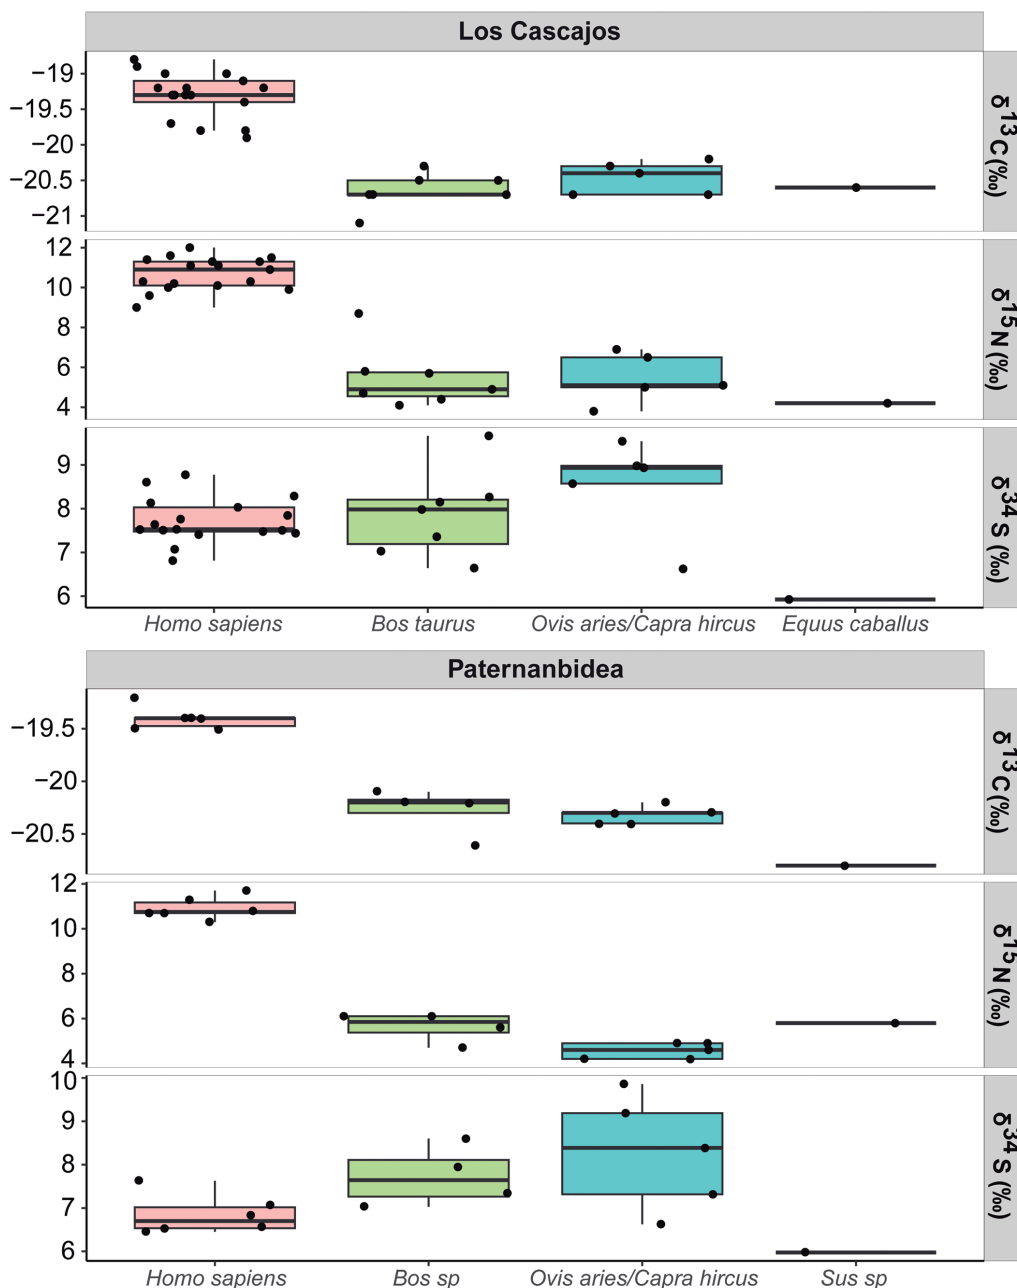 Los Cascajos
−19
−19.5
−20
−20.5
−21
δ13C (‰)
12
10
8
6
4
δ15N (‰)
9
8
7
6
δ34S (‰)
Homo sapiens
Bos taurus
Ovis aries/Capra hircus
Equus caballus
Paternanbidea
−19.5
−20
−20.5
δ13C (‰)
12
10
8
6
4
δ15N (‰)
10
9
8
7
6
δ34S (‰)
Homo sapiens
Bos sp
Ovis aries/Capra hircus
Sus sp